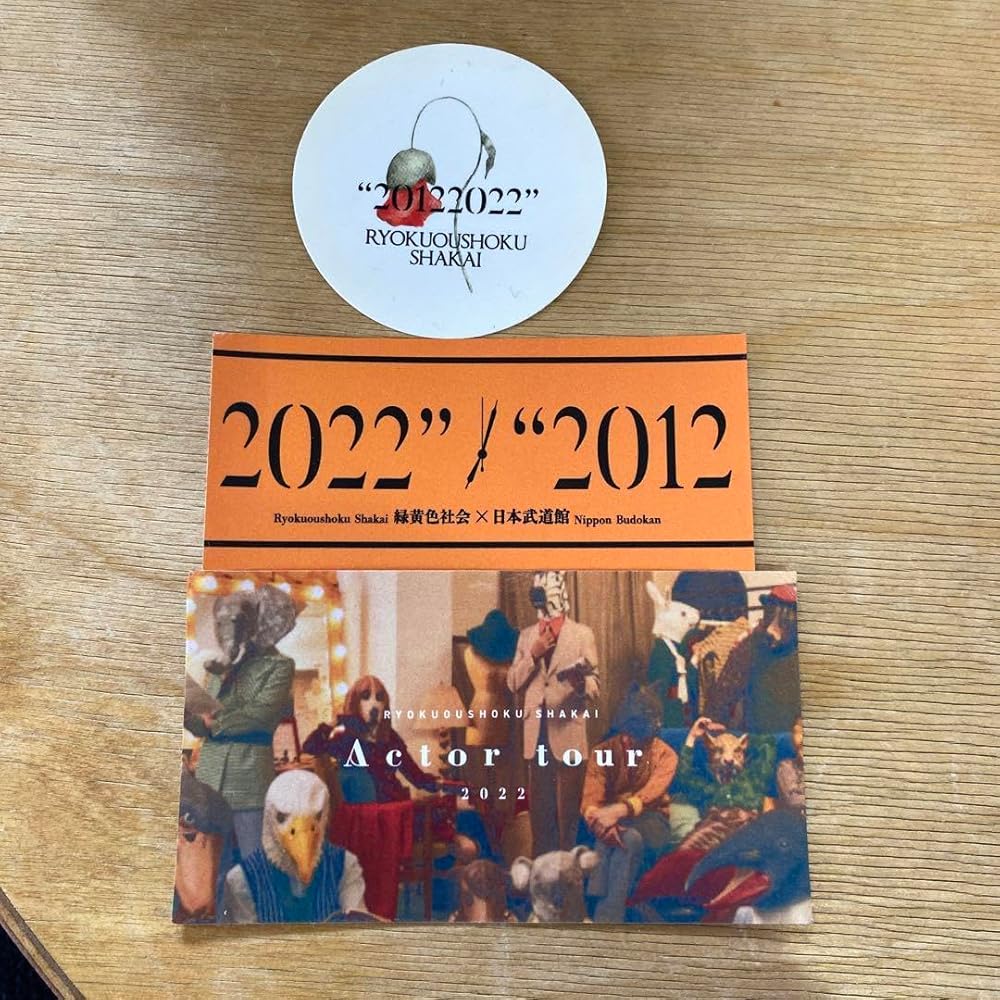 “20122022”
RYOKUOUSHOKU
SHAKAI
2022” “2012
Ryokuoushoku Shakai 緑黄色社会×日本武道館 Nippon Budokan
RYOKUOUSHOKU SHAKAI
Actor tour
2022